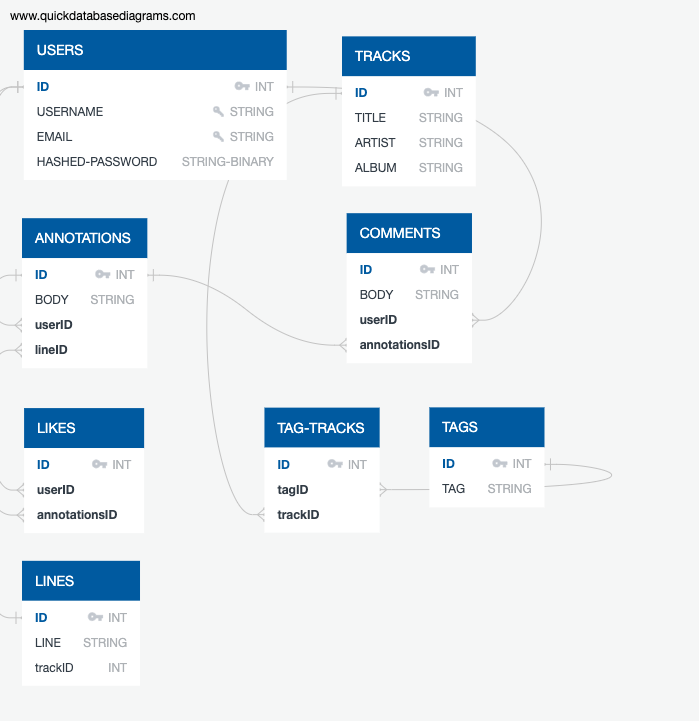 www.quickdatabasediagrams.com
USERS
ID INT
USERNAME STRING
EMAIL STRING
HASHED-PASSWORD STRING-BINARY
TRACKS
ID INT
TITLE STRING
ARTIST STRING
ALBUM STRING
ANNOTATIONS
ID INT
BODY STRING
userID
lineID
COMMENTS
ID INT
BODY STRING
userID
annotationsID
LIKES
ID INT
userID
annotationsID
TAG-TRACKS
ID INT
tagID
trackID
TAGS
ID INT
TAG STRING
LINES
ID INT
LINE STRING
trackID INT